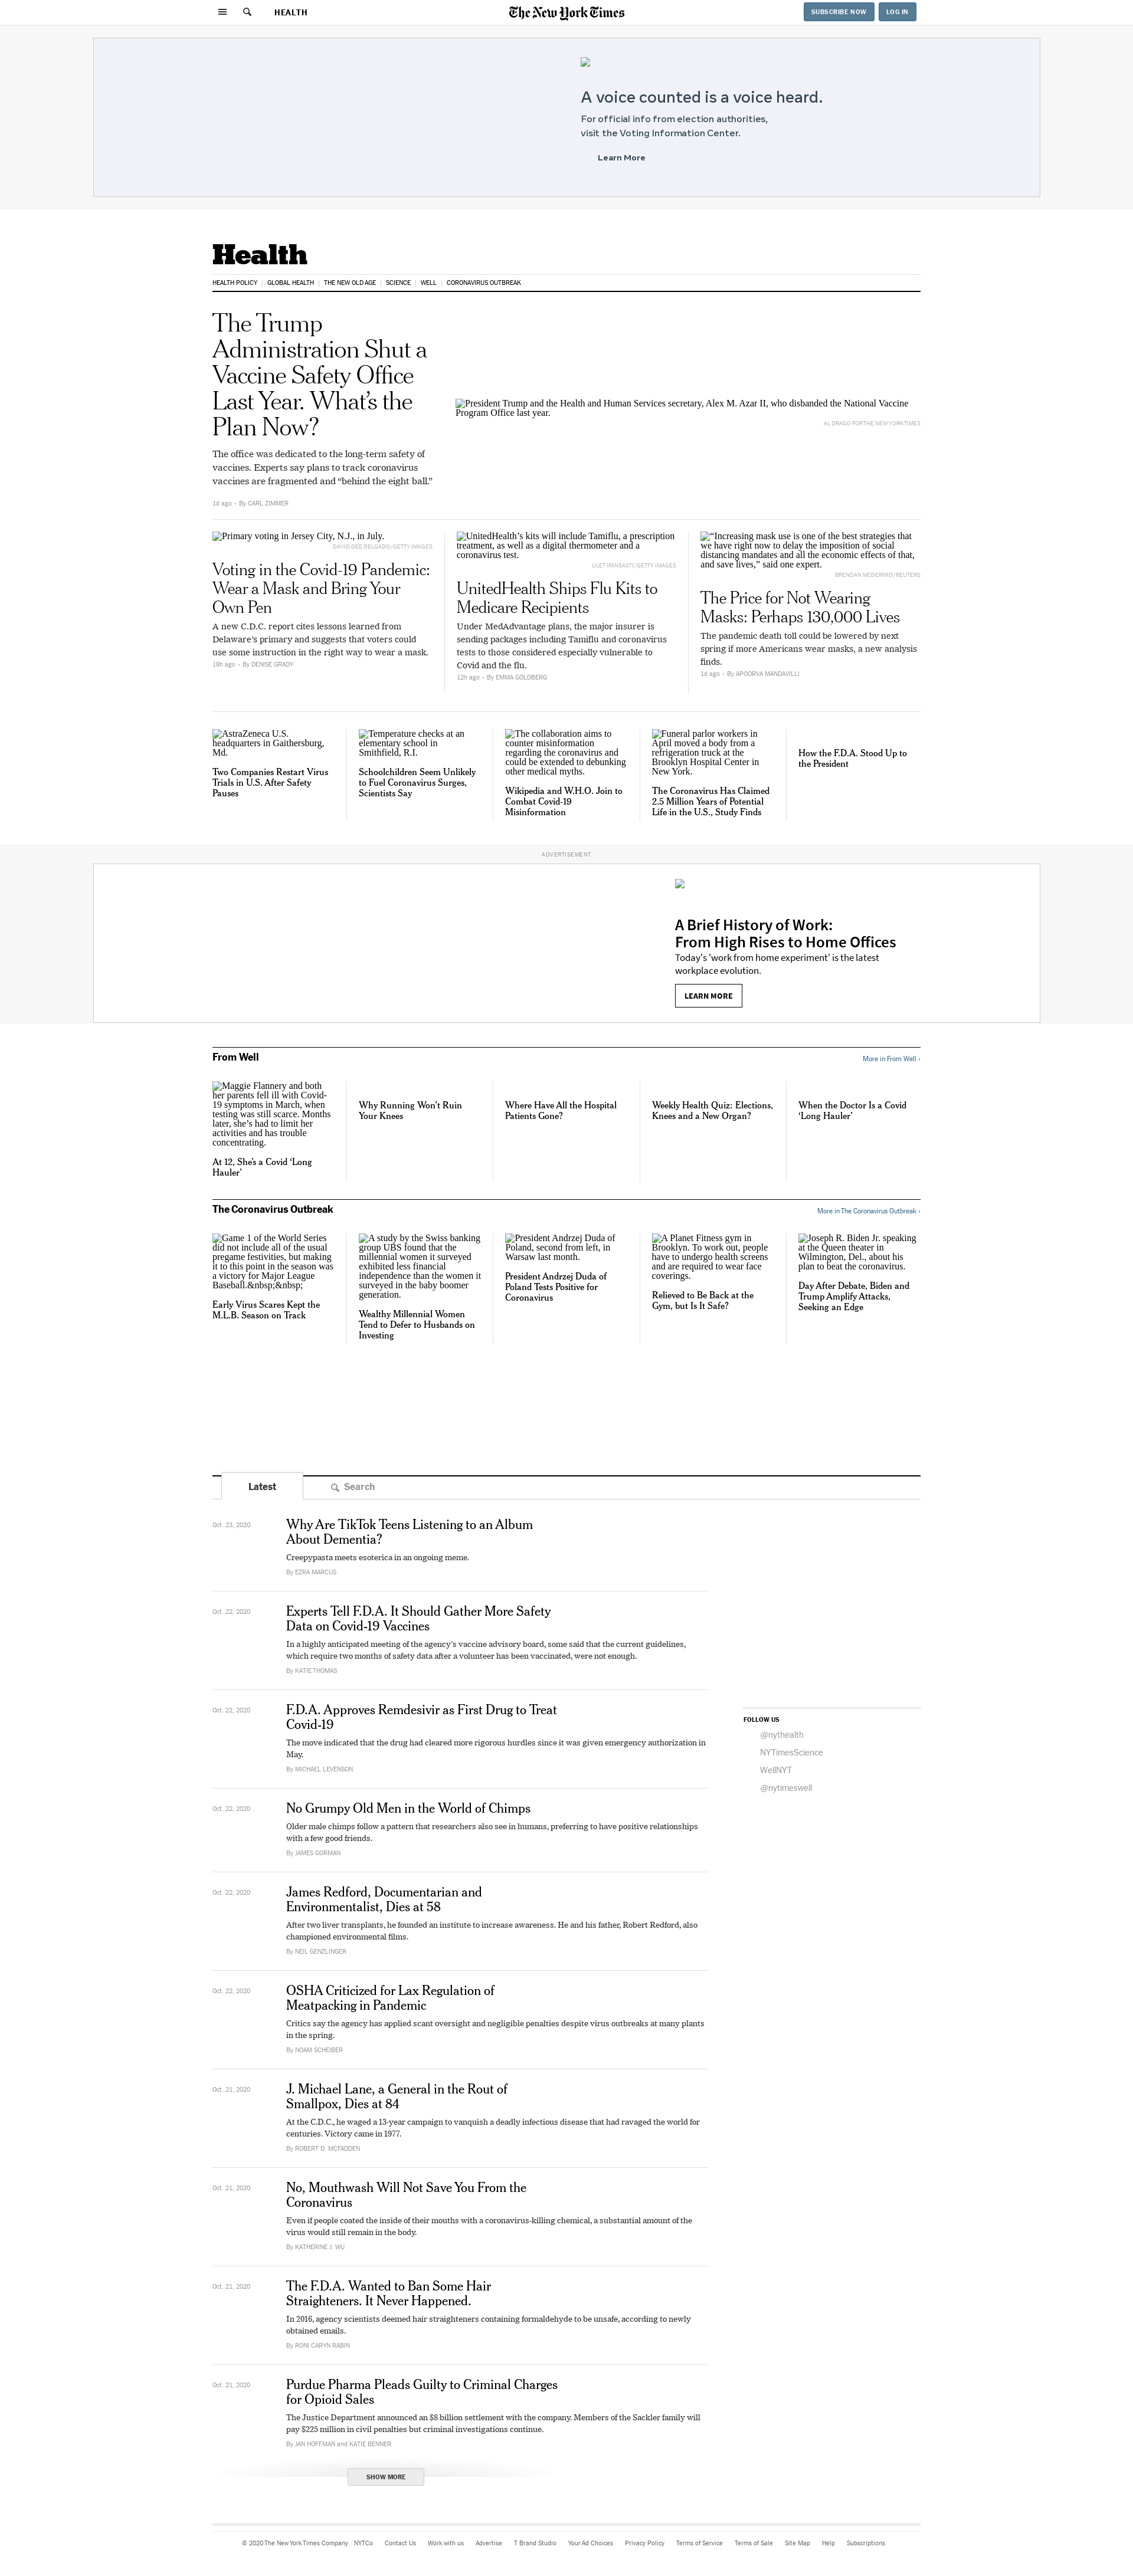 HEALTH
The New York Times
SUBSCRIBE NOW
LOG IN
A voice counted is a voice heard.
For official info from election authorities,
visit the Voting Information Center.
Learn More
Health
HEALTH POLICY
GLOBAL HEALTH
THE NEW OLD AGE
SCIENCE
WELL
CORONAVIRUS OUTBREAK
The Trump
Administration Shut a
Vaccine Safety Office
Last Year. What’s the
Plan Now?
The office was dedicated to the long-term safety of
vaccines. Experts say plans to track coronavirus
vaccines are fragmented and “behind the eight ball.”
1d ago • By CARL ZIMMER
President Trump and the Health and Human Services secretary, Alex M. Azar II, who disbanded the National Vaccine
Program Office last year.
AL DRAGO FOR THE NEW YORK TIMES
Primary voting in Jersey City, N.J., in July.
DAVID DEE DELGADO/GETTY IMAGES
Voting in the Covid-19 Pandemic:
Wear a Mask and Bring Your
Own Pen
A new C.D.C. report cites lessons learned from
Delaware’s primary and suggests that voters could
use some instruction in the right way to wear a mask.
18h ago • By DENISE GRADY
UnitedHealth’s kits will include Tamiflu, a prescription
treatment, as well as a digital thermometer and a
coronavirus test.
ULET IFANSASTI/GETTY IMAGES
UnitedHealth Ships Flu Kits to
Medicare Recipients
Under MedAdvantage plans, the major insurer is
sending packages including Tamiflu and coronavirus
tests to those considered especially vulnerable to
Covid and the flu.
12h ago • By EMMA GOLDBERG
“Increasing mask use is one of the best strategies that
we have right now to delay the imposition of social
distancing mandates and all the economic effects of that,
and save lives,” said one expert.
BRENDAN MCDERMID/REUTERS
The Price for Not Wearing
Masks: Perhaps 130,000 Lives
The pandemic death toll could be lowered by next
spring if more Americans wear masks, a new analysis
finds.
1d ago • By APOORVA MANDAVILLI
AstraZeneca U.S.
headquarters in Gaithersburg,
Md.
Two Companies Restart Virus
Trials in U.S. After Safety
Pauses
Temperature checks at an
elementary school in
Smithfield, R.I.
Schoolchildren Seem Unlikely
to Fuel Coronavirus Surges,
Scientists Say
The collaboration aims to
counter misinformation
regarding the coronavirus and
could be extended to debunking
other medical myths.
Wikipedia and W.H.O. Join to
Combat Covid-19
Misinformation
Funeral parlor workers in
April moved a body from a
refrigeration truck at the
Brooklyn Hospital Center in
New York.
The Coronavirus Has Claimed
2.5 Million Years of Potential
Life in the U.S., Study Finds
How the F.D.A. Stood Up to
the President
ADVERTISEMENT
A Brief History of Work:
From High Rises to Home Offices
Today's 'work from home experiment' is the latest
workplace evolution.
LEARN MORE
From Well
More in From Well ›
Maggie Flannery and both
her parents fell ill with Covid-
19 symptoms in March, when
testing was still scarce. Months
later, she’s had to limit her
activities and has trouble
concentrating.
At 12, She’s a Covid ‘Long
Hauler’
Why Running Won’t Ruin
Your Knees
Where Have All the Hospital
Patients Gone?
Weekly Health Quiz: Elections,
Knees and a New Organ?
When the Doctor Is a Covid
‘Long Hauler’
The Coronavirus Outbreak
More in The Coronavirus Outbreak ›
Game 1 of the World Series
did not include all of the usual
pregame festivities, but making
it to this point in the season was
a victory for Major League
Baseball.&nbsp;&nbsp;
Early Virus Scares Kept the
M.L.B. Season on Track
A study by the Swiss banking
group UBS found that the
millennial women it surveyed
exhibited less financial
independence than the women it
surveyed in the baby boomer
generation.
Wealthy Millennial Women
Tend to Defer to Husbands on
Investing
President Andrzej Duda of
Poland, second from left, in
Warsaw last month.
President Andrzej Duda of
Poland Tests Positive for
Coronavirus
A Planet Fitness gym in
Brooklyn. To work out, people
have to undergo health screens
and are required to wear face
coverings.
Relieved to Be Back at the
Gym, but Is It Safe?
Joseph R. Biden Jr. speaking
at the Queen theater in
Wilmington, Del., about his
plan to beat the coronavirus.
Day After Debate, Biden and
Trump Amplify Attacks,
Seeking an Edge
Latest
Search
Oct. 23, 2020
Why Are TikTok Teens Listening to an Album
About Dementia?
Creepypasta meets esoterica in an ongoing meme.
By EZRA MARCUS
Oct. 22, 2020
Experts Tell F.D.A. It Should Gather More Safety
Data on Covid-19 Vaccines
In a highly anticipated meeting of the agency’s vaccine advisory board, some said that the current guidelines,
which require two months of safety data after a volunteer has been vaccinated, were not enough.
By KATIE THOMAS
Oct. 22, 2020
F.D.A. Approves Remdesivir as First Drug to Treat
Covid-19
The move indicated that the drug had cleared more rigorous hurdles since it was given emergency authorization in
May.
By MICHAEL LEVENSON
FOLLOW US
@nythealth
NYTimesScience
WellNYT
@nytimeswell
Oct. 22, 2020
No Grumpy Old Men in the World of Chimps
Older male chimps follow a pattern that researchers also see in humans, preferring to have positive relationships
with a few good friends.
By JAMES GORMAN
Oct. 22, 2020
James Redford, Documentarian and
Environmentalist, Dies at 58
After two liver transplants, he founded an institute to increase awareness. He and his father, Robert Redford, also
championed environmental films.
By NEIL GENZLINGER
Oct. 22, 2020
OSHA Criticized for Lax Regulation of
Meatpacking in Pandemic
Critics say the agency has applied scant oversight and negligible penalties despite virus outbreaks at many plants
in the spring.
By NOAM SCHEIBER
Oct. 21, 2020
J. Michael Lane, a General in the Rout of
Smallpox, Dies at 84
At the C.D.C., he waged a 13-year campaign to vanquish a deadly infectious disease that had ravaged the world for
centuries. Victory came in 1977.
By ROBERT D. MCFADDEN
Oct. 21, 2020
No, Mouthwash Will Not Save You From the
Coronavirus
Even if people coated the inside of their mouths with a coronavirus-killing chemical, a substantial amount of the
virus would still remain in the body.
By KATHERINE J. WU
Oct. 21, 2020
The F.D.A. Wanted to Ban Some Hair
Straighteners. It Never Happened.
In 2016, agency scientists deemed hair straighteners containing formaldehyde to be unsafe, according to newly
obtained emails.
By RONI CARYN RABIN
Oct. 21, 2020
Purdue Pharma Pleads Guilty to Criminal Charges
for Opioid Sales
The Justice Department announced an $8 billion settlement with the company. Members of the Sackler family will
pay $225 million in civil penalties but criminal investigations continue.
By JAN HOFFMAN and KATIE BENNER
SHOW MORE
© 2020 The New York Times Company NYTCo Contact Us Work with us Advertise T Brand Studio Your Ad Choices Privacy Policy Terms of Service Terms of Sale Site Map Help Subscriptions